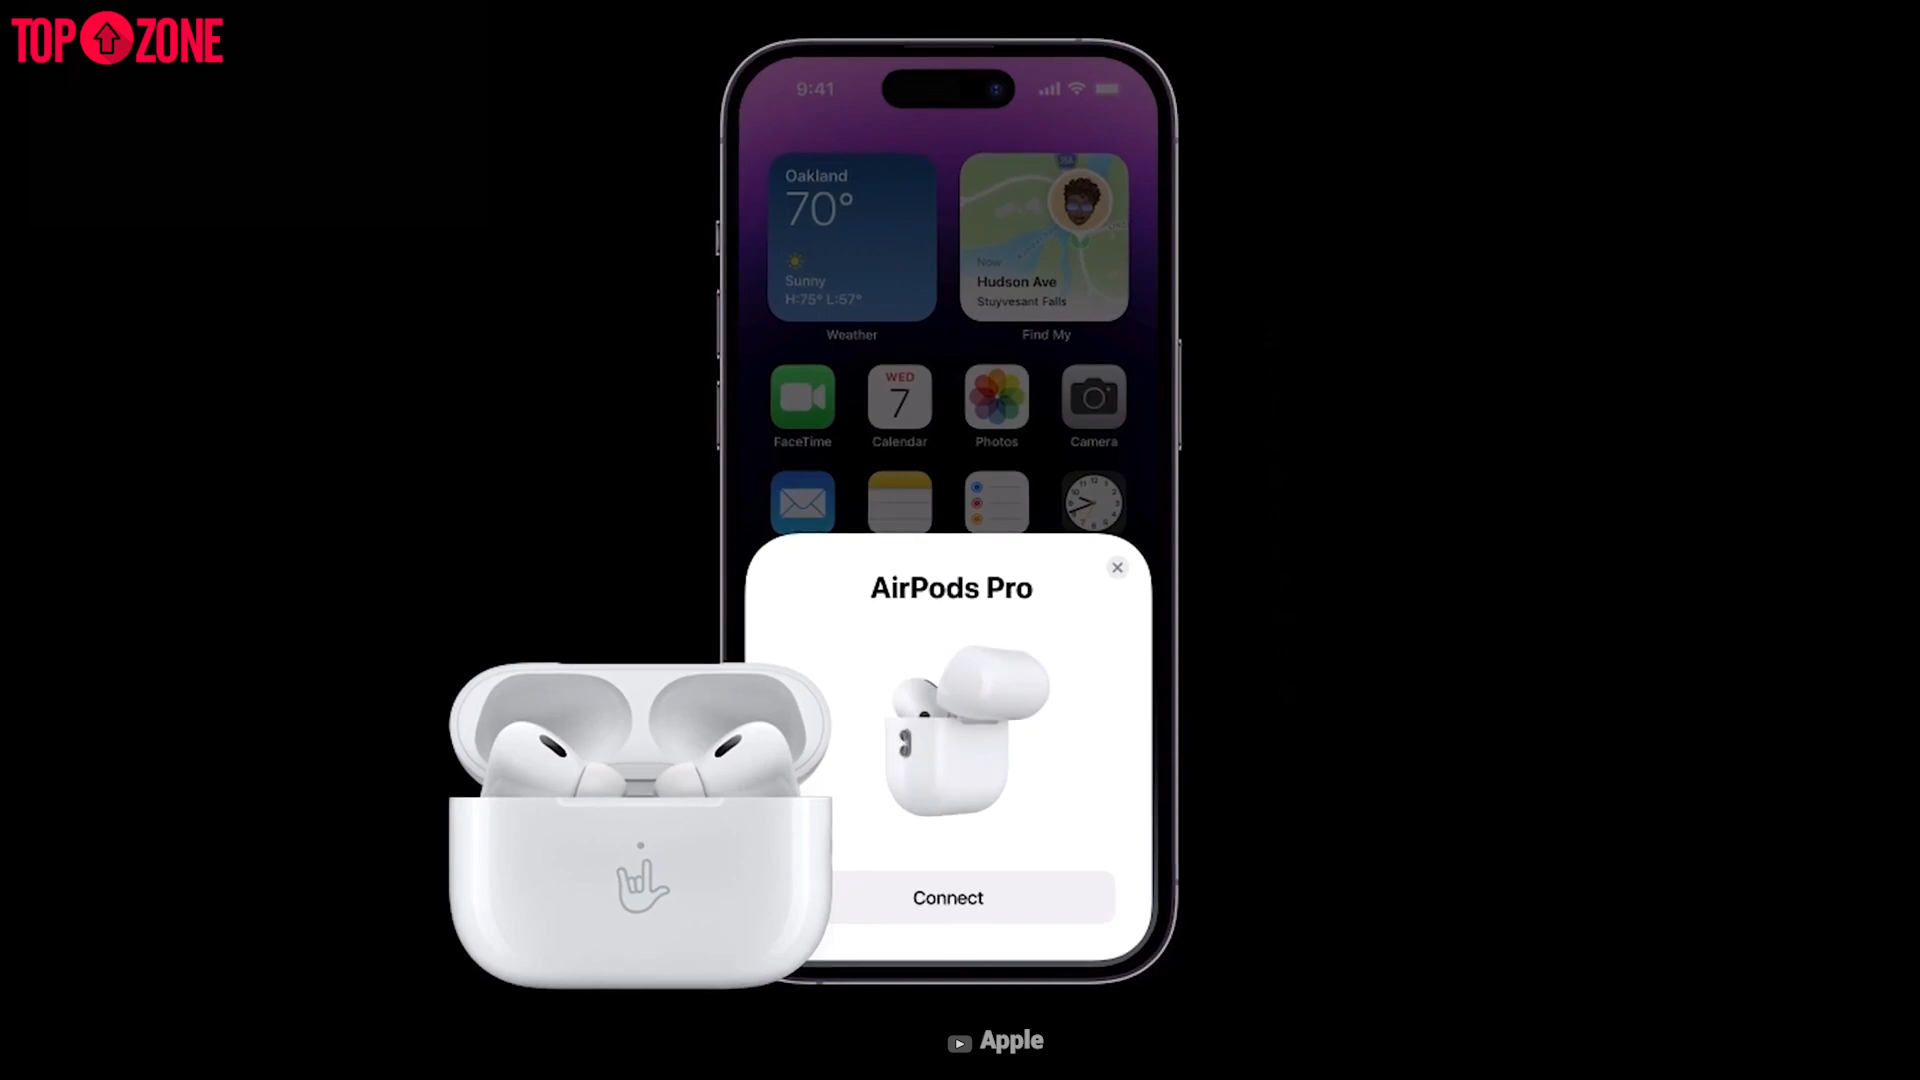 TOP ZONE
9:41
Oakland
70°
Sunny
H:75° L:57°
Weather
Now
Hudson Ave
Stuyvesant Falls
Find My
WED
7
FaceTime
Calendar
Photos
Camera
AirPods Pro
Connect
Apple